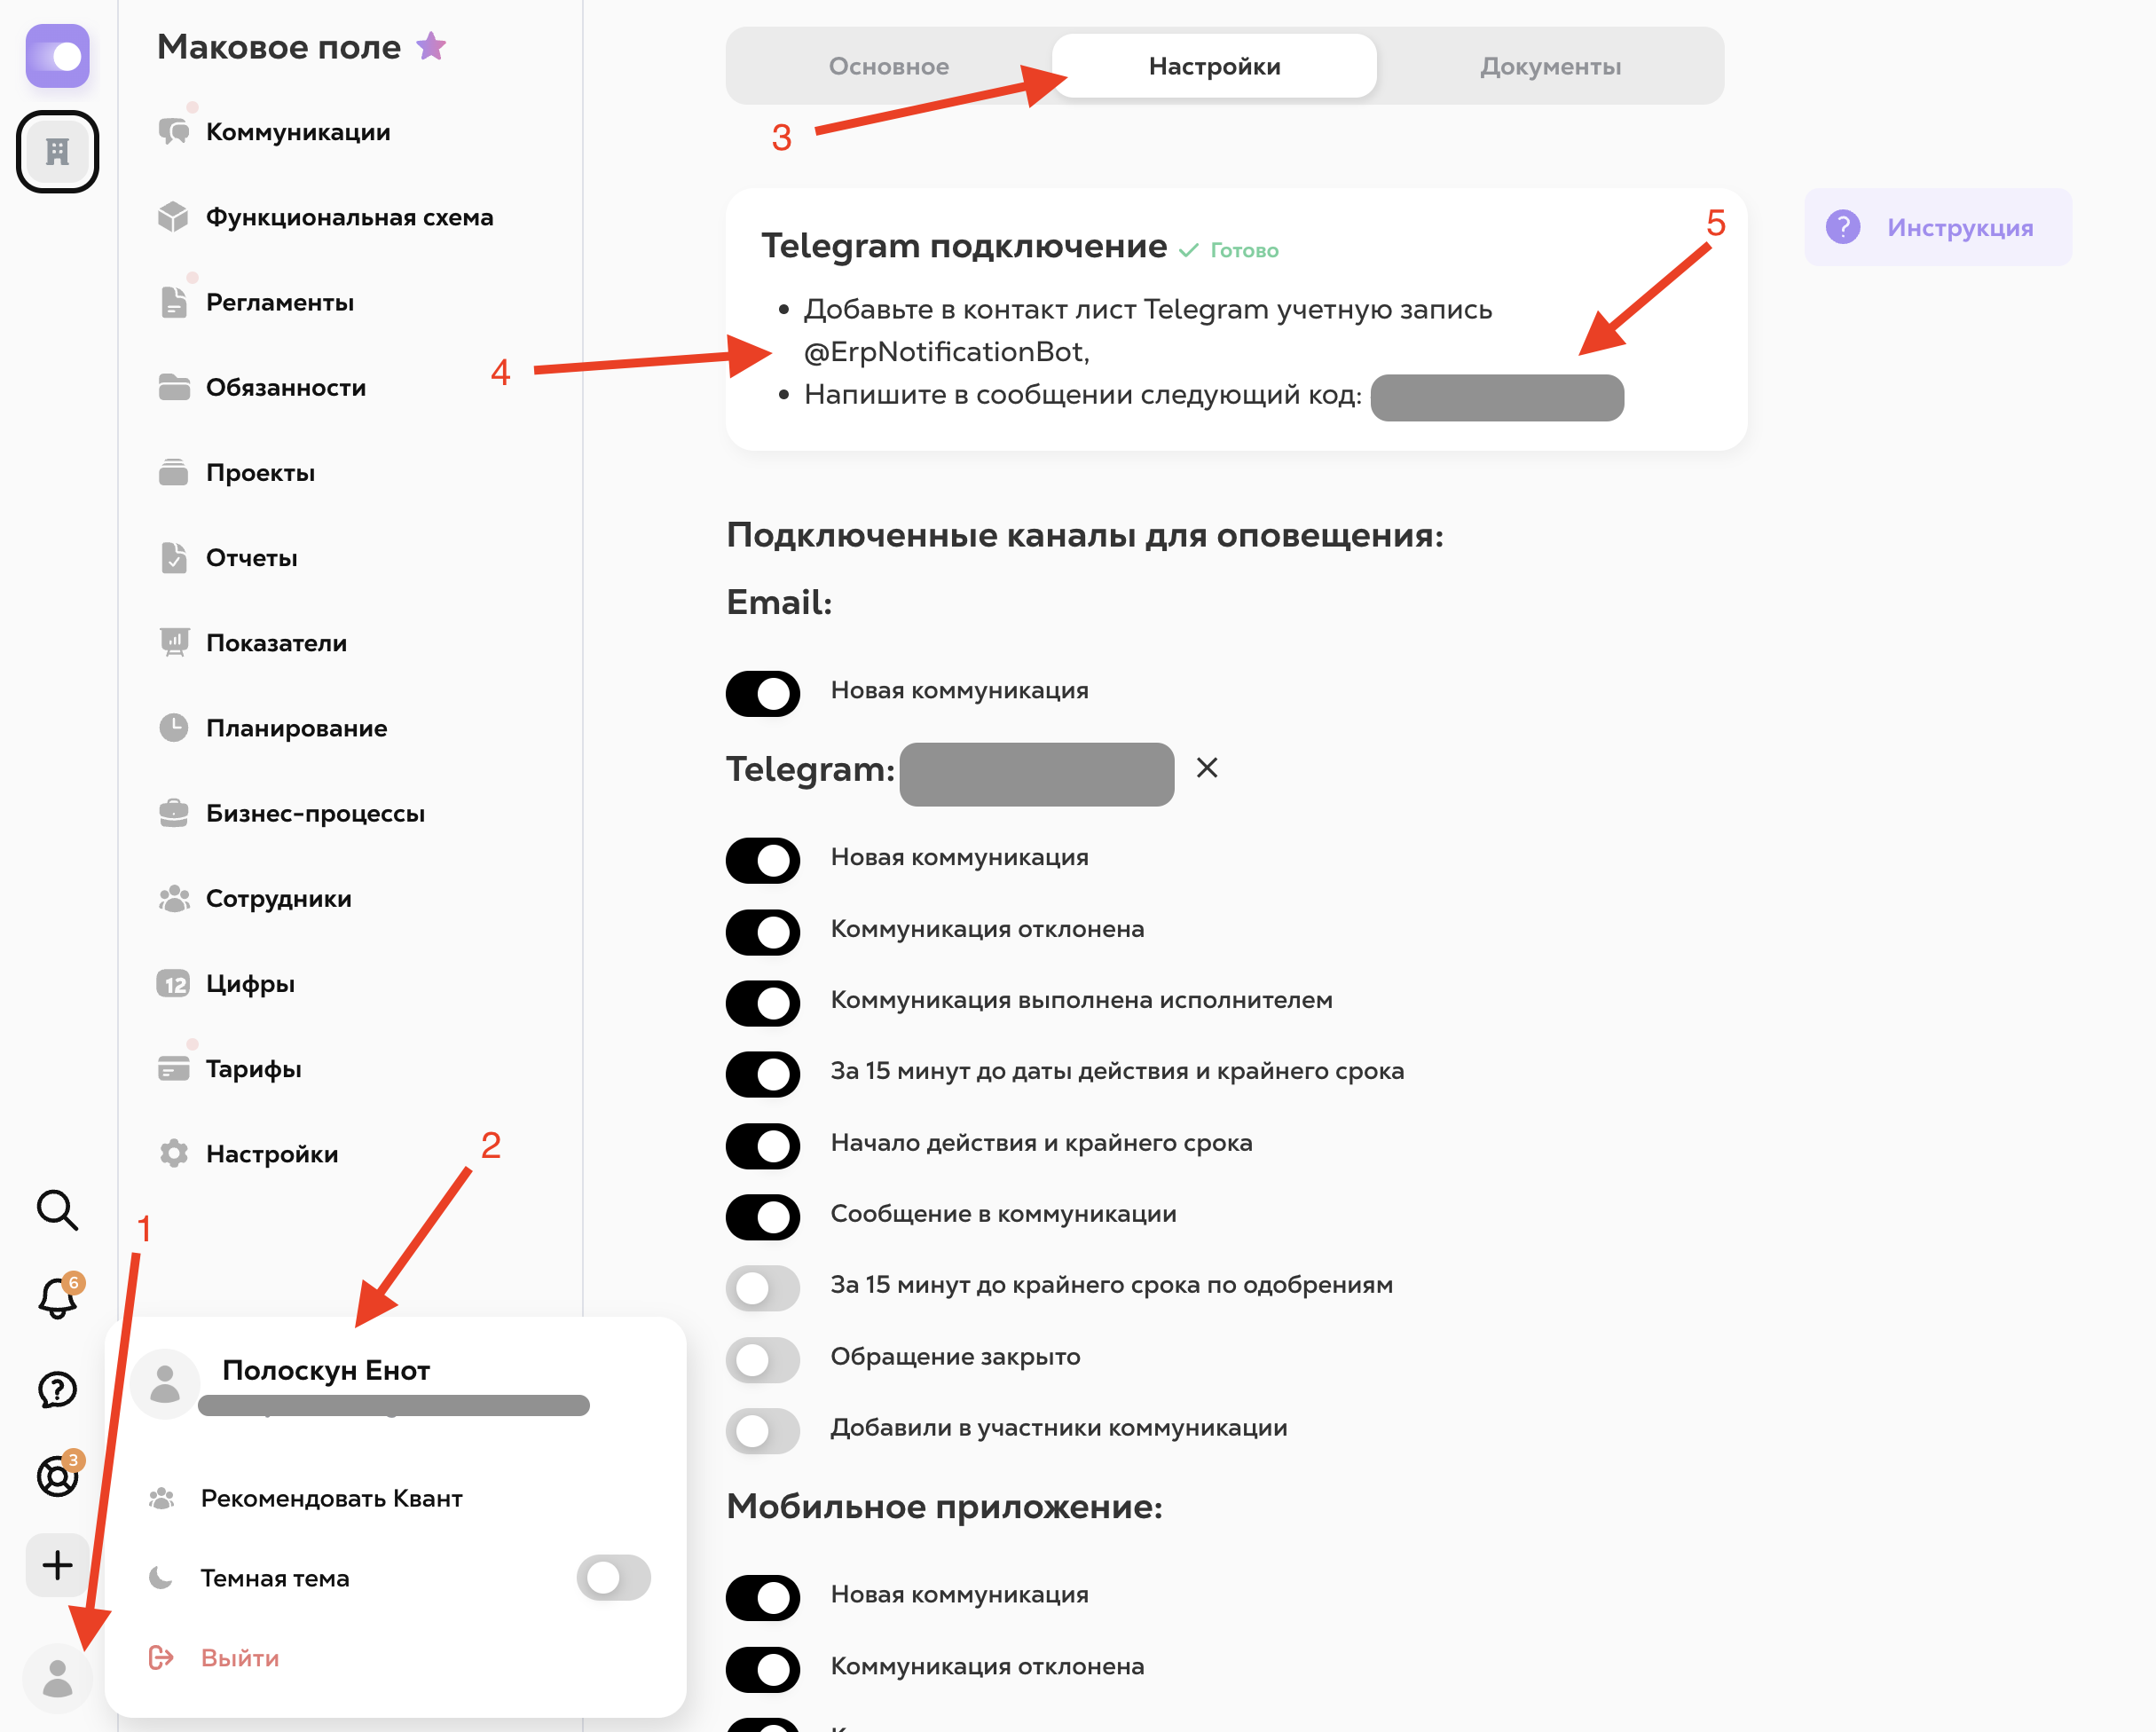 Маковое поле
Коммуникации
Функциональная схема
Регламенты
Обязанности
Проекты
Отчеты
Показатели
Планирование
Бизнес-процессы
Сотрудники
12 Цифры
Тарифы
Настройки
1
2
6
3
Полоскун Енот
Рекомендовать Квант
Темная тема
Выйти
Основное
Настройки
Документы
3
Telegram подключение Готово
5
Инструкция
Добавьте в контакт лист Telegram учетную запись
@ErpNotificationBot,
4
Напишите в сообщении следующий код:
Подключенные каналы для оповещения:
Email:
Новая коммуникация
Telegram:
Новая коммуникация
Коммуникация отклонена
Коммуникация выполнена исполнителем
За 15 минут до даты действия и крайнего срока
Начало действия и крайнего срока
Сообщение в коммуникации
За 15 минут до крайнего срока по одобрениям
Обращение закрыто
Добавили в участники коммуникации
Мобильное приложение:
Новая коммуникация
Коммуникация отклонена